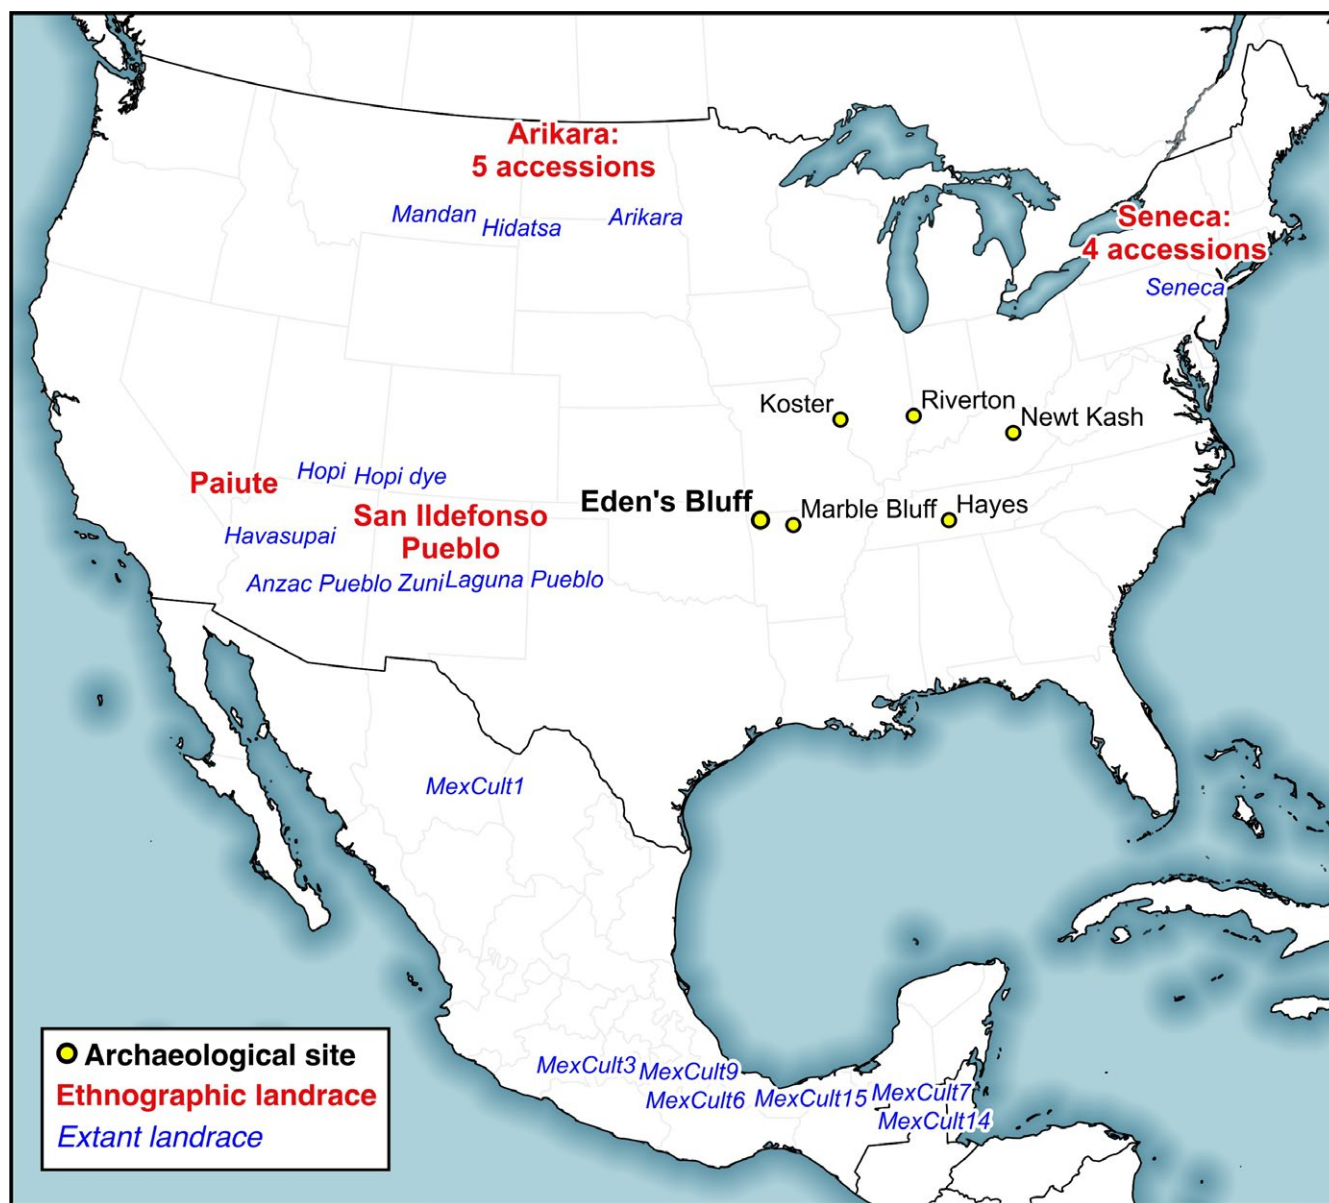 Arikara:
5 accessions
Mandan
Hidatsa
Arikara
Seneca:
4 accessions
Seneca
Koster
Riverton
Newt Kash
Hopi
Hopi dye
Paiute
Eden's Bluff
Marble Bluff
Hayes
San Ildefonso
Pueblo
Havasupai
Anzac Pueblo
Zuni
Laguna Pueblo
MexCult1
MexCult3
MexCult9
MexCult6
MexCult15
MexCult7
MexCult14
Archaeological site
Ethnographic landrace
Extant landrace